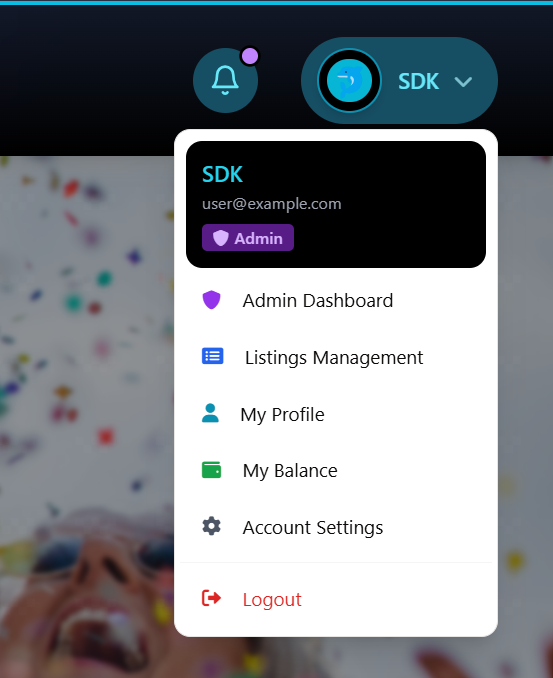 SDK
SDK
user@example.com
Admin
Admin Dashboard
Listings Management
My Profile
My Balance
Account Settings
Logout